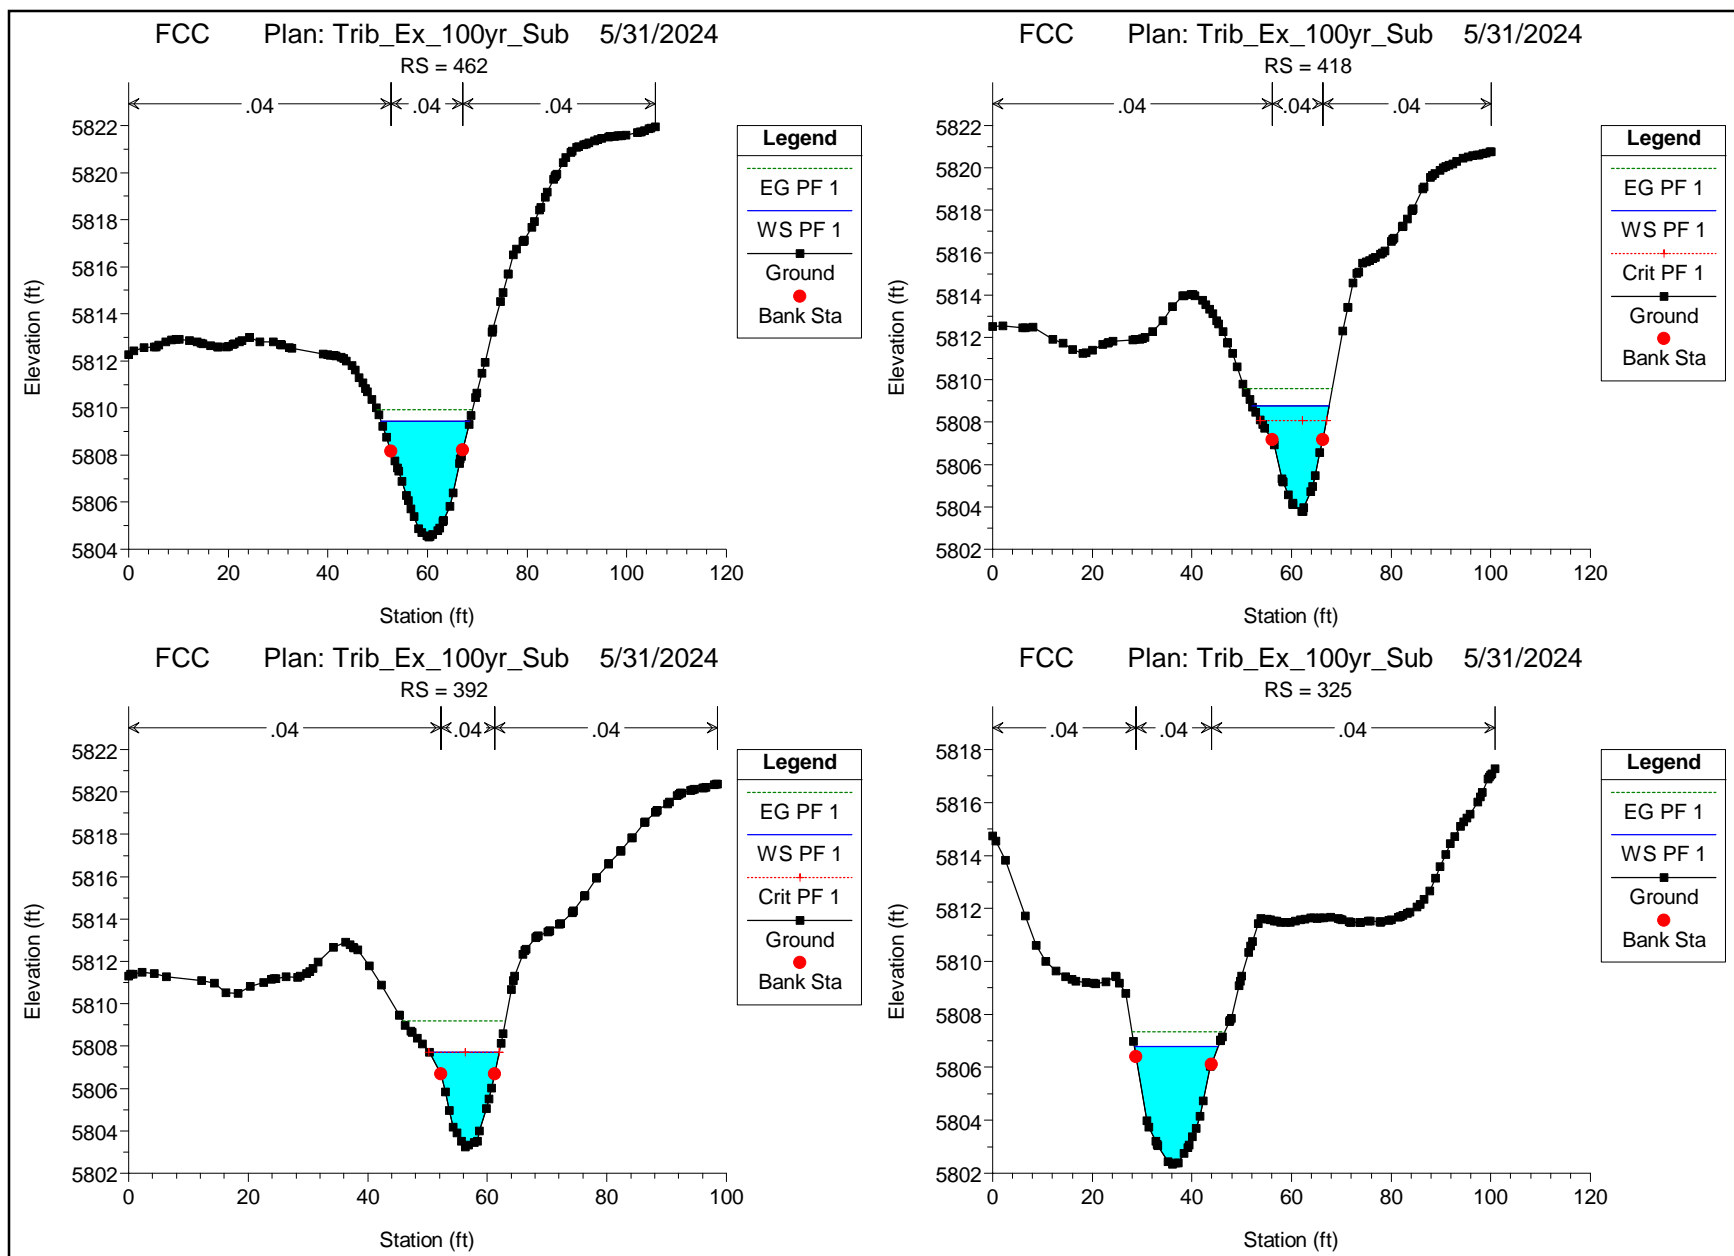 FCC Plan: Trib_Ex_100yr_Sub 5/31/2024
RS = 462
.04 .04 .04
5822
5820
5818
5816
5814
5812
5810
5808
5806
5804
Elevation (ft)
0 20 40 60 80 100 120
Station (ft)
Legend
EG PF 1
WS PF 1
Ground
Bank Sta
FCC Plan: Trib_Ex_100yr_Sub 5/31/2024
RS = 418
.04 .04 .04
5822
5820
5818
5816
5814
5812
5810
5808
5806
5804
5802
Elevation (ft)
0 20 40 60 80 100 120
Station (ft)
Legend
EG PF 1
WS PF 1
Crit PF 1
Ground
Bank Sta
FCC Plan: Trib_Ex_100yr_Sub 5/31/2024
RS = 392
.04 .04 .04
5822
5820
5818
5816
5814
5812
5810
5808
5806
5804
5802
Elevation (ft)
0 20 40 60 80 100
Station (ft)
Legend
EG PF 1
WS PF 1
Crit PF 1
Ground
Bank Sta
FCC Plan: Trib_Ex_100yr_Sub 5/31/2024
RS = 325
.04 .04 .04
5818
5816
5814
5812
5810
5808
5806
5804
5802
Elevation (ft)
0 20 40 60 80 100 120
Station (ft)
Legend
EG PF 1
WS PF 1
Ground
Bank Sta